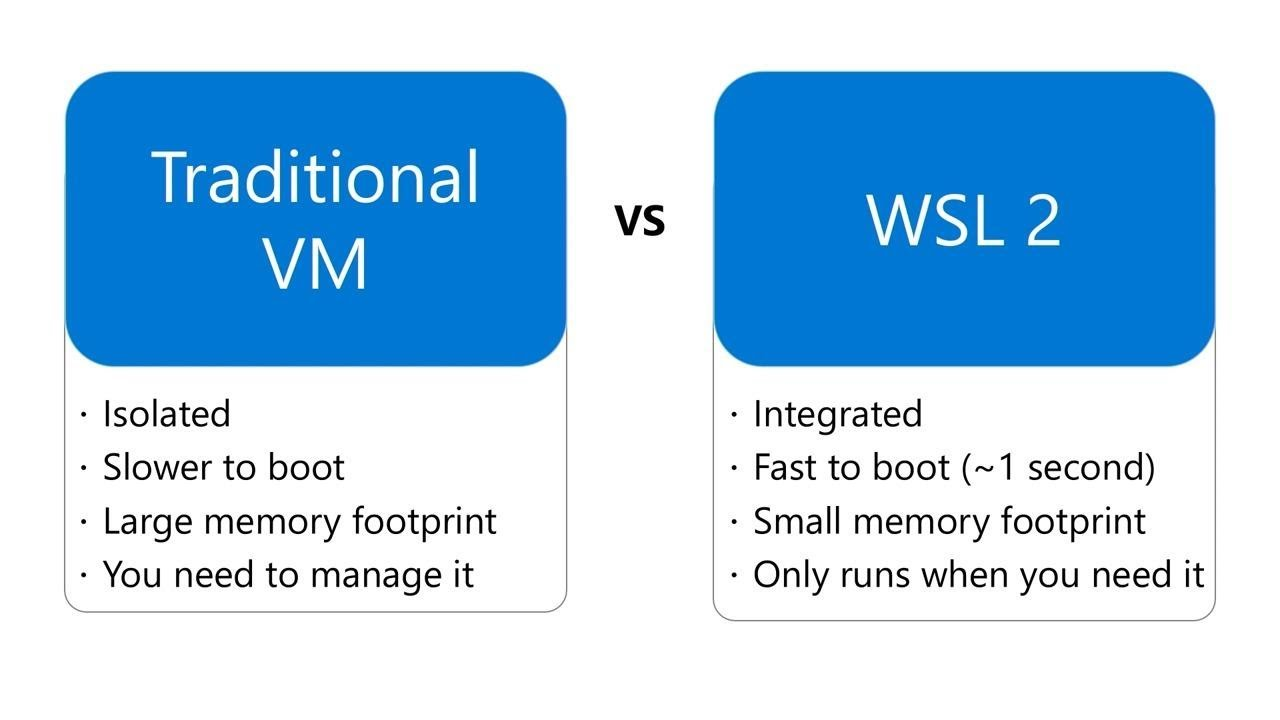 Traditional
VM
vs
WSL 2
· Isolated
· Slower to boot
· Large memory footprint
· You need to manage it
· Integrated
· Fast to boot (~1 second)
· Small memory footprint
· Only runs when you need it